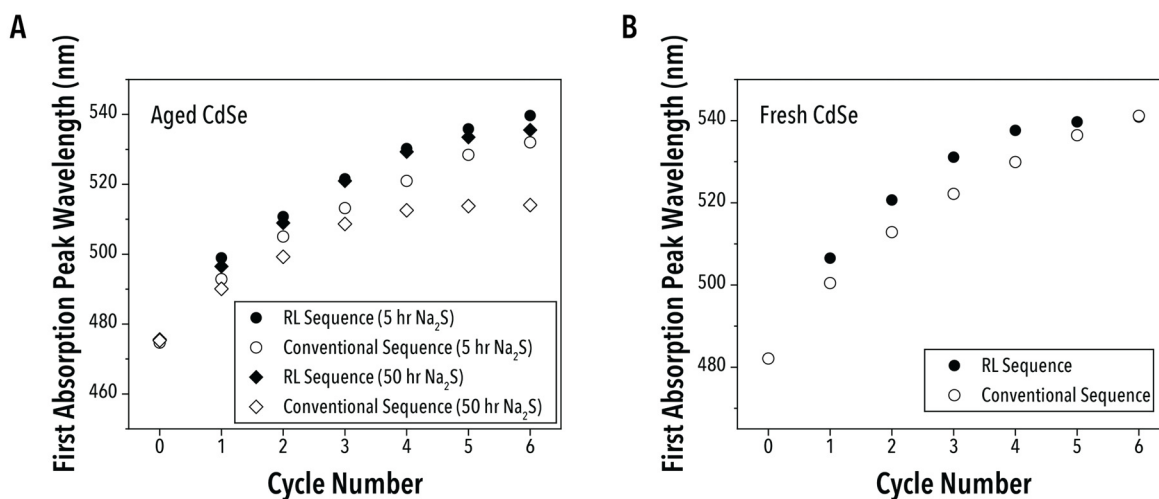 A
First Absorption Peak Wavelength (nm)
540
520
500
480
460
Aged CdSe
RL Sequence (5 hr Na₂S)
Conventional Sequence (5 hr Na₂S)
RL Sequence (50 hr Na₂S)
Conventional Sequence (50 hr Na₂S)
0 1 2 3 4 5 6
Cycle Number
B
First Absorption Peak Wavelength (nm)
540
520
500
480
Fresh CdSe
RL Sequence
Conventional Sequence
0 1 2 3 4 5 6
Cycle Number